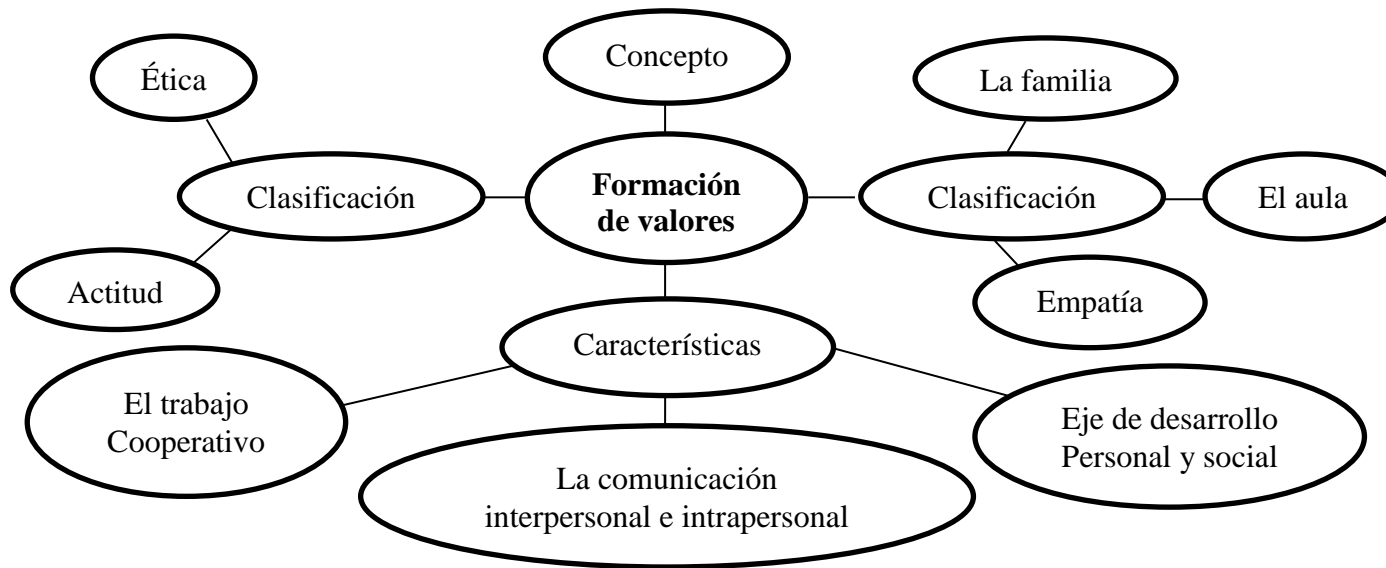 Concepto
Ética
La familia
Formación
de valores
Clasificación
Clasificación
El aula
Actitud
Empatía
Características
El trabajo
Cooperativo
Eje de desarrollo
Personal y social
La comunicación
interpersonal e intrapersonal